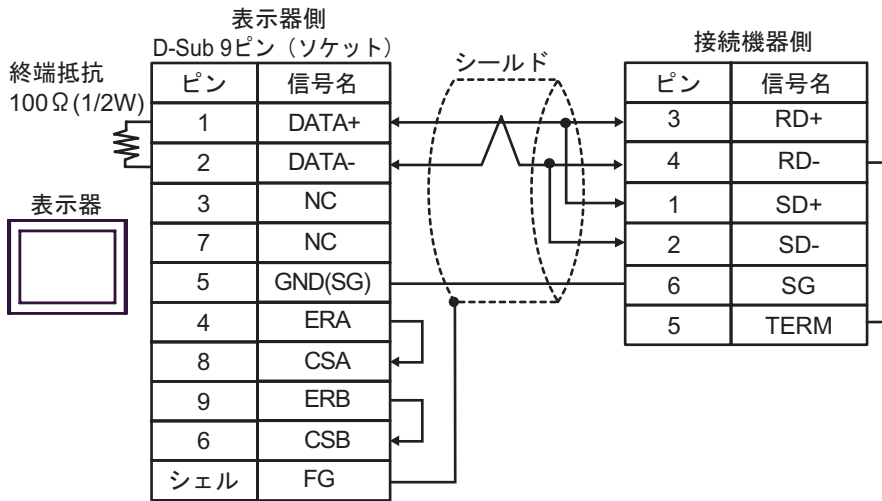 表示器側
D-Sub 9ピン（ソケット）
終端抵抗
100Ω(1/2W)
表示器
ピン 信号名
1 DATA+
2 DATA-
3 NC
7 NC
5 GND(SG)
4 ERA
8 CSA
9 ERB
6 CSB
シェル FG
シールド
接続機器側
ピン 信号名
3 RD+
4 RD-
1 SD+
2 SD-
6 SG
5 TERM